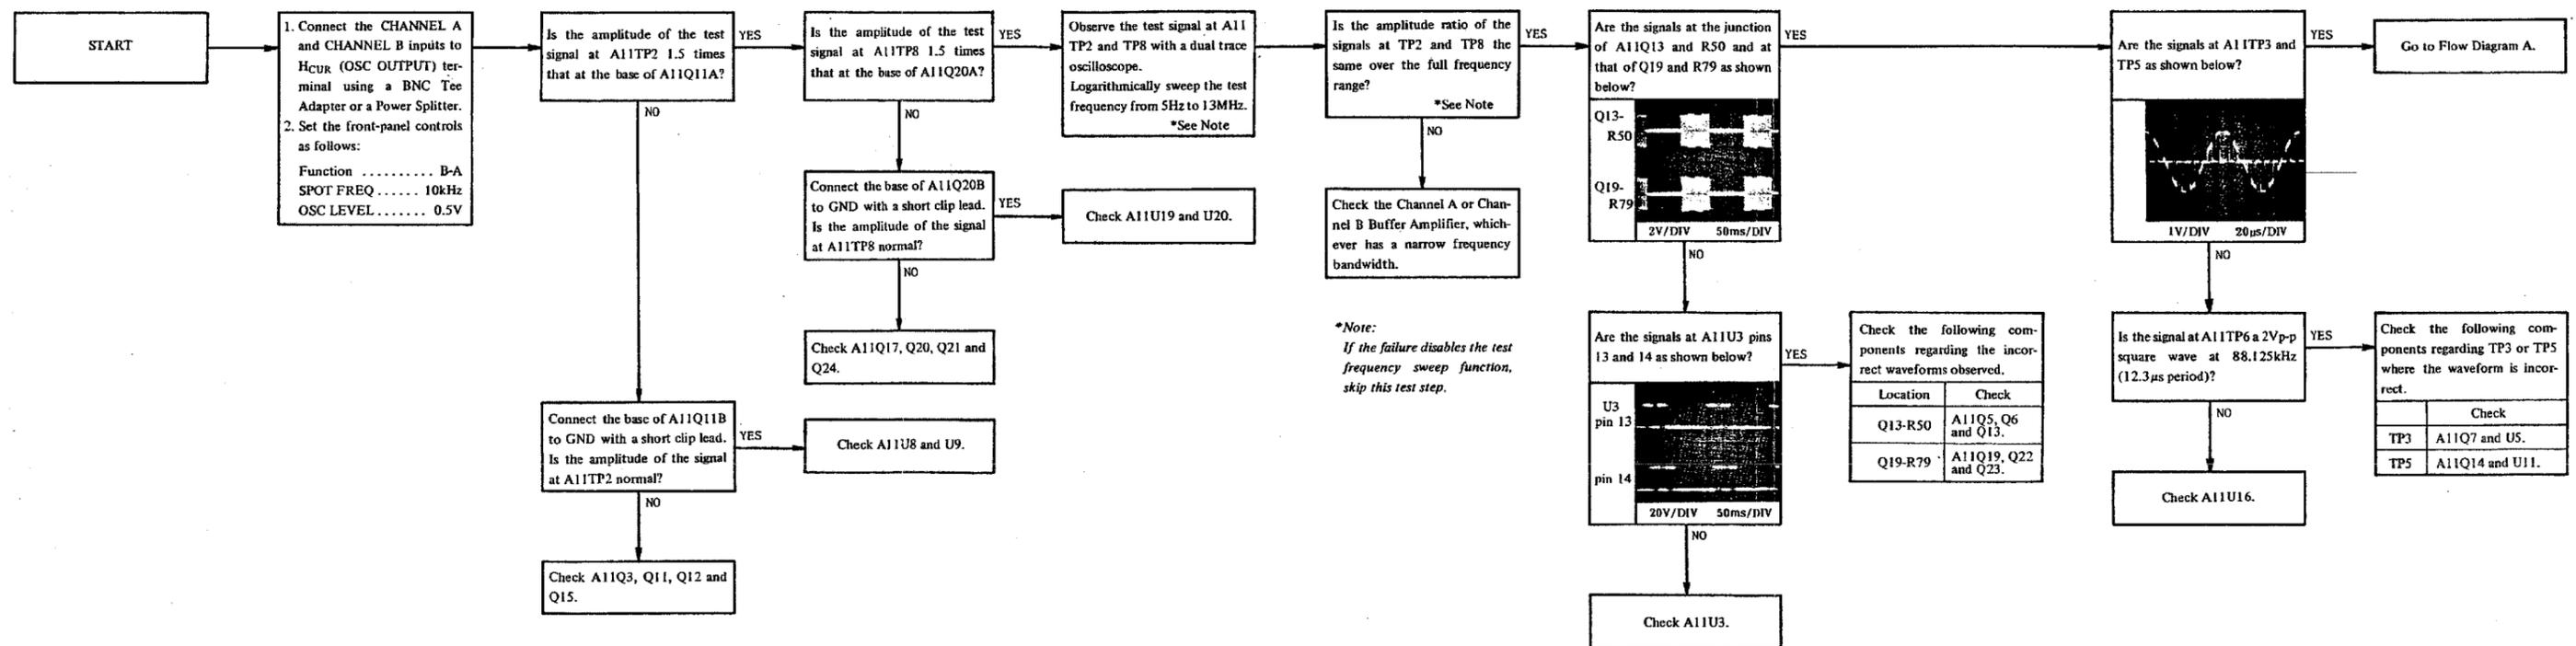 START
1. Connect the CHANNEL A
and CHANNEL B inputs to
HCUR (OSC OUTPUT) ter-
minal using a BNC Tee
Adapter or a Power Splitter.
2. Set the front-panel controls
as follows:
Function .......... B-A
SPOT FREQ ...... 10kHz
OSC LEVEL ....... 0.5V
Is the amplitude of the test
signal at A11TP2 1.5 times
that at the base of A11Q11A?
YES
NO
Connect the base of A11Q11B
to GND with a short clip lead.
Is the amplitude of the signal
at A11TP2 normal?
YES
Check A11U8 and U9.
NO
Check A11Q3, Q11, Q12 and
Q15.
Is the amplitude of the test
signal at A11TP8 1.5 times
that at the base of A11Q20A?
YES
NO
Connect the base of A11Q20B
to GND with a short clip lead.
Is the amplitude of the signal
at A11TP8 normal?
YES
Check A11U19 and U20.
NO
Check A11Q17, Q20, Q21 and
Q24.
Observe the test signal at A11
TP2 and TP8 with a dual trace
oscilloscope.
Logarithmically sweep the test
frequency from 5Hz to 13MHz.
*See Note
Is the amplitude ratio of the
signals at TP2 and TP8 the
same over the full frequency
range?
*See Note
YES
NO
Check the Channel A or Chan-
nel B Buffer Amplifier, which-
ever has a narrow frequency
bandwidth.
*Note:
If the failure disables the test
frequency sweep function,
skip this test step.
Are the signals at the junction
of A11Q13 and R50 and at
that of Q19 and R79 as shown
below?
Q13-
R50
Q19-
R79
2V/DIV 50ms/DIV
YES
NO
Are the signals at A11U3 pins
13 and 14 as shown below?
U3
pin 13
pin 14
20V/DIV 50ms/DIV
YES
NO
Check A11U3.
Check the following com-
ponents regarding the incor-
rect waveforms observed.
Location Check
Q13-R50 A11Q5, Q6
and Q13.
Q19-R79 A11Q19, Q22
and Q23.
Are the signals at A11TP3 and
TP5 as shown below?
1V/DIV 20µs/DIV
YES
Go to Flow Diagram A.
NO
Is the signal at A11TP6 a 2Vp-p
square wave at 88.125kHz
(12.3µs period)?
YES
NO
Check A11U16.
Check the following com-
ponents regarding TP3 or TP5
where the waveform is incor-
rect.
Check
TP3 A11Q7 and U5.
TP5 A11Q14 and U11.